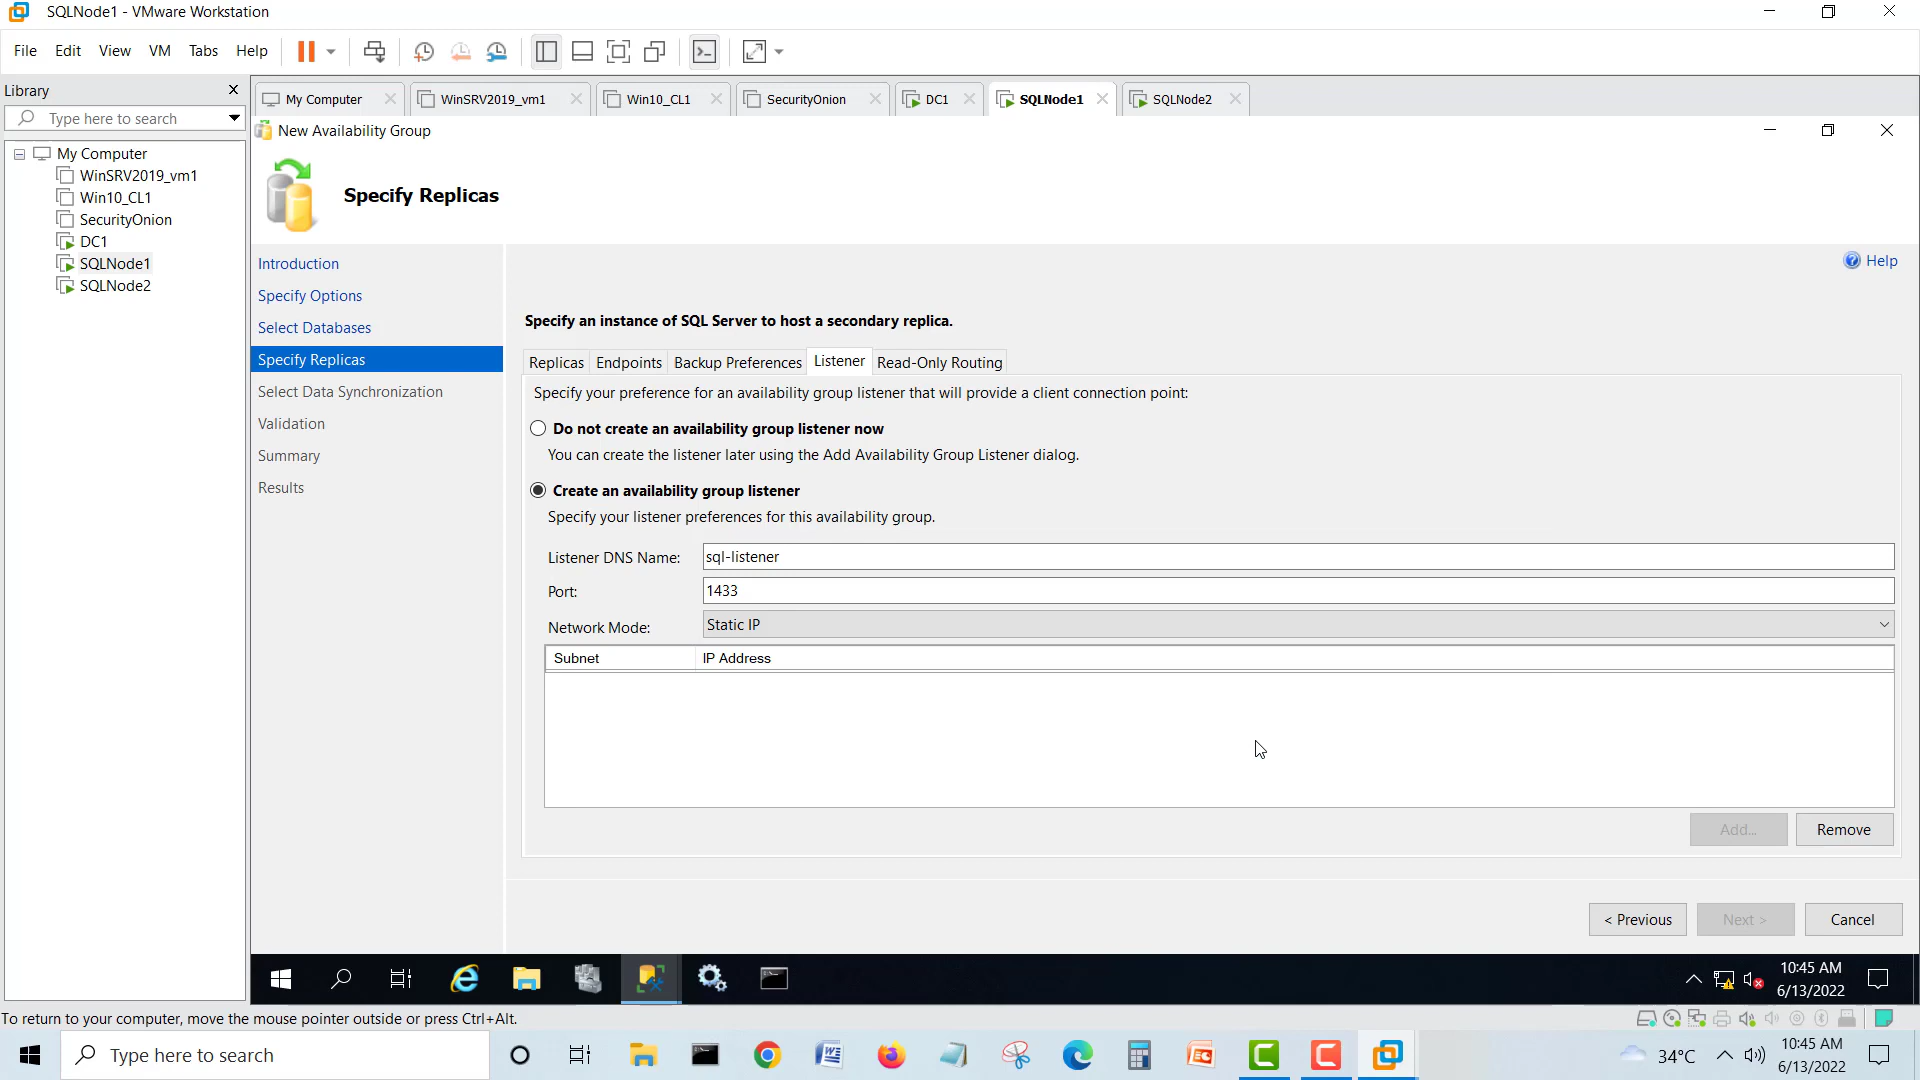 SQLNode1 - VMware Workstation
File Edit View VM Tabs Help
Library
Type here to search
My Computer
WinSRV2019_vm1
Win10_CL1
SecurityOnion
DC1
SQLNode1
SQLNode2
My Computer WinSRV2019_vm1 Win10_CL1 SecurityOnion DC1 SQLNode1 SQLNode2
New Availability Group
Specify Replicas
Introduction
Specify Options
Select Databases
Specify Replicas
Select Data Synchronization
Validation
Summary
Results
Help
Specify an instance of SQL Server to host a secondary replica.
Replicas Endpoints Backup Preferences Listener Read-Only Routing
Specify your preference for an availability group listener that will provide a client connection point:
Do not create an availability group listener now
You can create the listener later using the Add Availability Group Listener dialog.
Create an availability group listener
Specify your listener preferences for this availability group.
Listener DNS Name: sql-listener
Port: 1433
Network Mode: Static IP
Subnet IP Address
Add... Remove
< Previous Next > Cancel
10:45 AM
6/13/2022
To return to your computer, move the mouse pointer outside or press Ctrl+Alt.
Type here to search
34°C
10:45 AM
6/13/2022